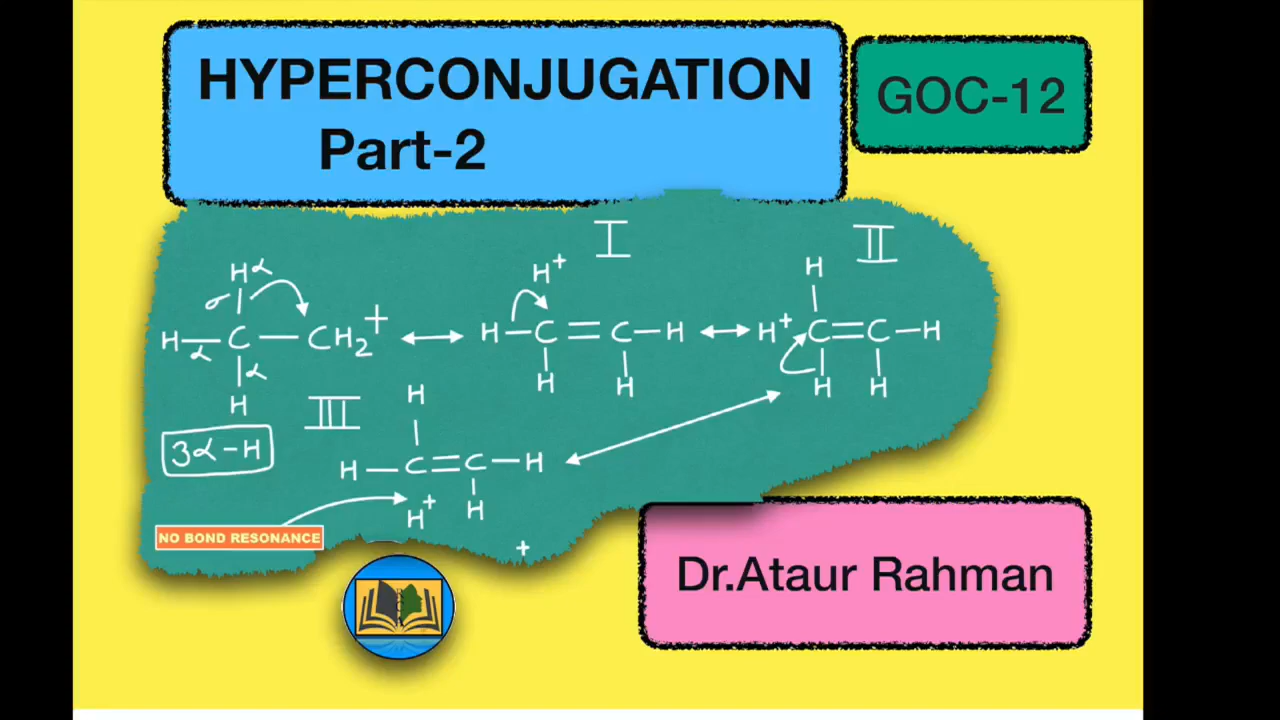 HYPERCONJUGATION
Part-2
GOC-12
I
II
H α
σ
H — C — CH₂⁺ ↔ H — C = C — H ↔ H⁺ C = C — H
α
α
H
H⁺
H H
H
H H
III
3α-H
H
H — C = C — H
H⁺ H
NO BOND RESONANCE
+
Dr.Ataur Rahman